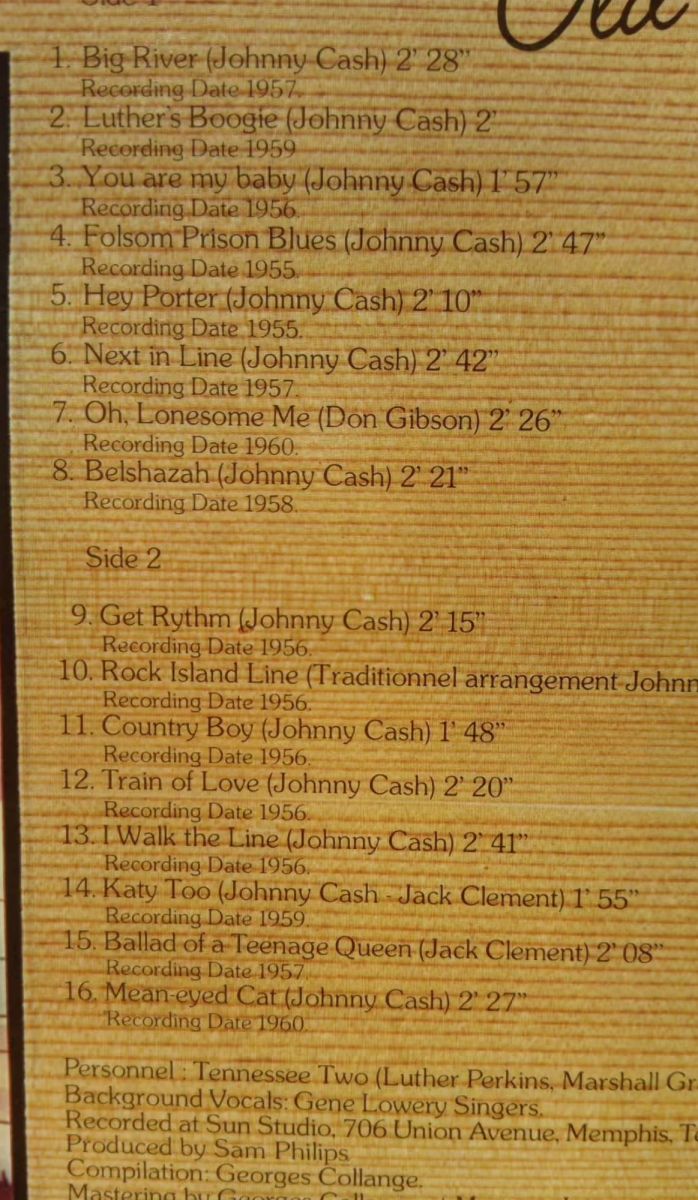 Side 1
Old
1. Big River (Johnny Cash) 2' 28"
Recording Date 1957.
2. Luther's Boogie (Johnny Cash) 2'
Recording Date 1959
3. You are my baby (Johnny Cash) 1' 57"
Recording Date 1956.
4. Folsom Prison Blues (Johnny Cash) 2' 47"
Recording Date 1955.
5. Hey Porter (Johnny Cash) 2' 10"
Recording Date 1955.
6. Next in Line (Johnny Cash) 2' 42"
Recording Date 1957.
7. Oh, Lonesome Me (Don Gibson) 2' 26"
Recording Date 1960.
8. Belshazah (Johnny Cash) 2' 21"
Recording Date 1958.
Side 2
9. Get Rythm (Johnny Cash) 2' 15"
Recording Date 1956.
10. Rock Island Line (Traditionnel arrangement Johnn
Recording Date 1956.
11. Country Boy (Johnny Cash) 1' 48"
Recording Date 1956.
12. Train of Love (Johnny Cash) 2' 20"
Recording Date 1956.
13. I Walk the Line (Johnny Cash) 2' 41"
Recording Date 1956.
14. Katy Too (Johnny Cash - Jack Clement) 1' 55"
Recording Date 1959.
15. Ballad of a Teenage Queen (Jack Clement) 2' 08"
Recording Date 1957.
16. Mean-eyed Cat (Johnny Cash) 2' 27"
Recording Date 1960.
Personnel : Tennessee Two (Luther Perkins, Marshall Gr
Background Vocals: Gene Lowery Singers.
Recorded at Sun Studio, 706 Union Avenue, Memphis, T
Produced by Sam Philips
Compilation: Georges Collange.
Mastering by Georges